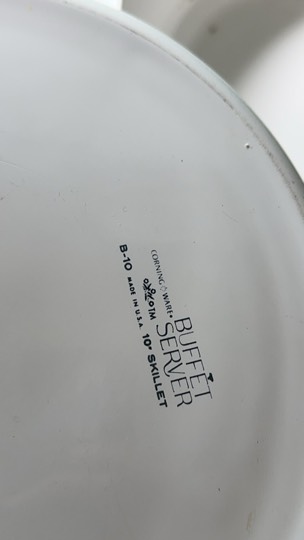 BUFFET
SERVER
CORNING WARE®
B-10 MADE IN U.S.A. 10" SKILLET